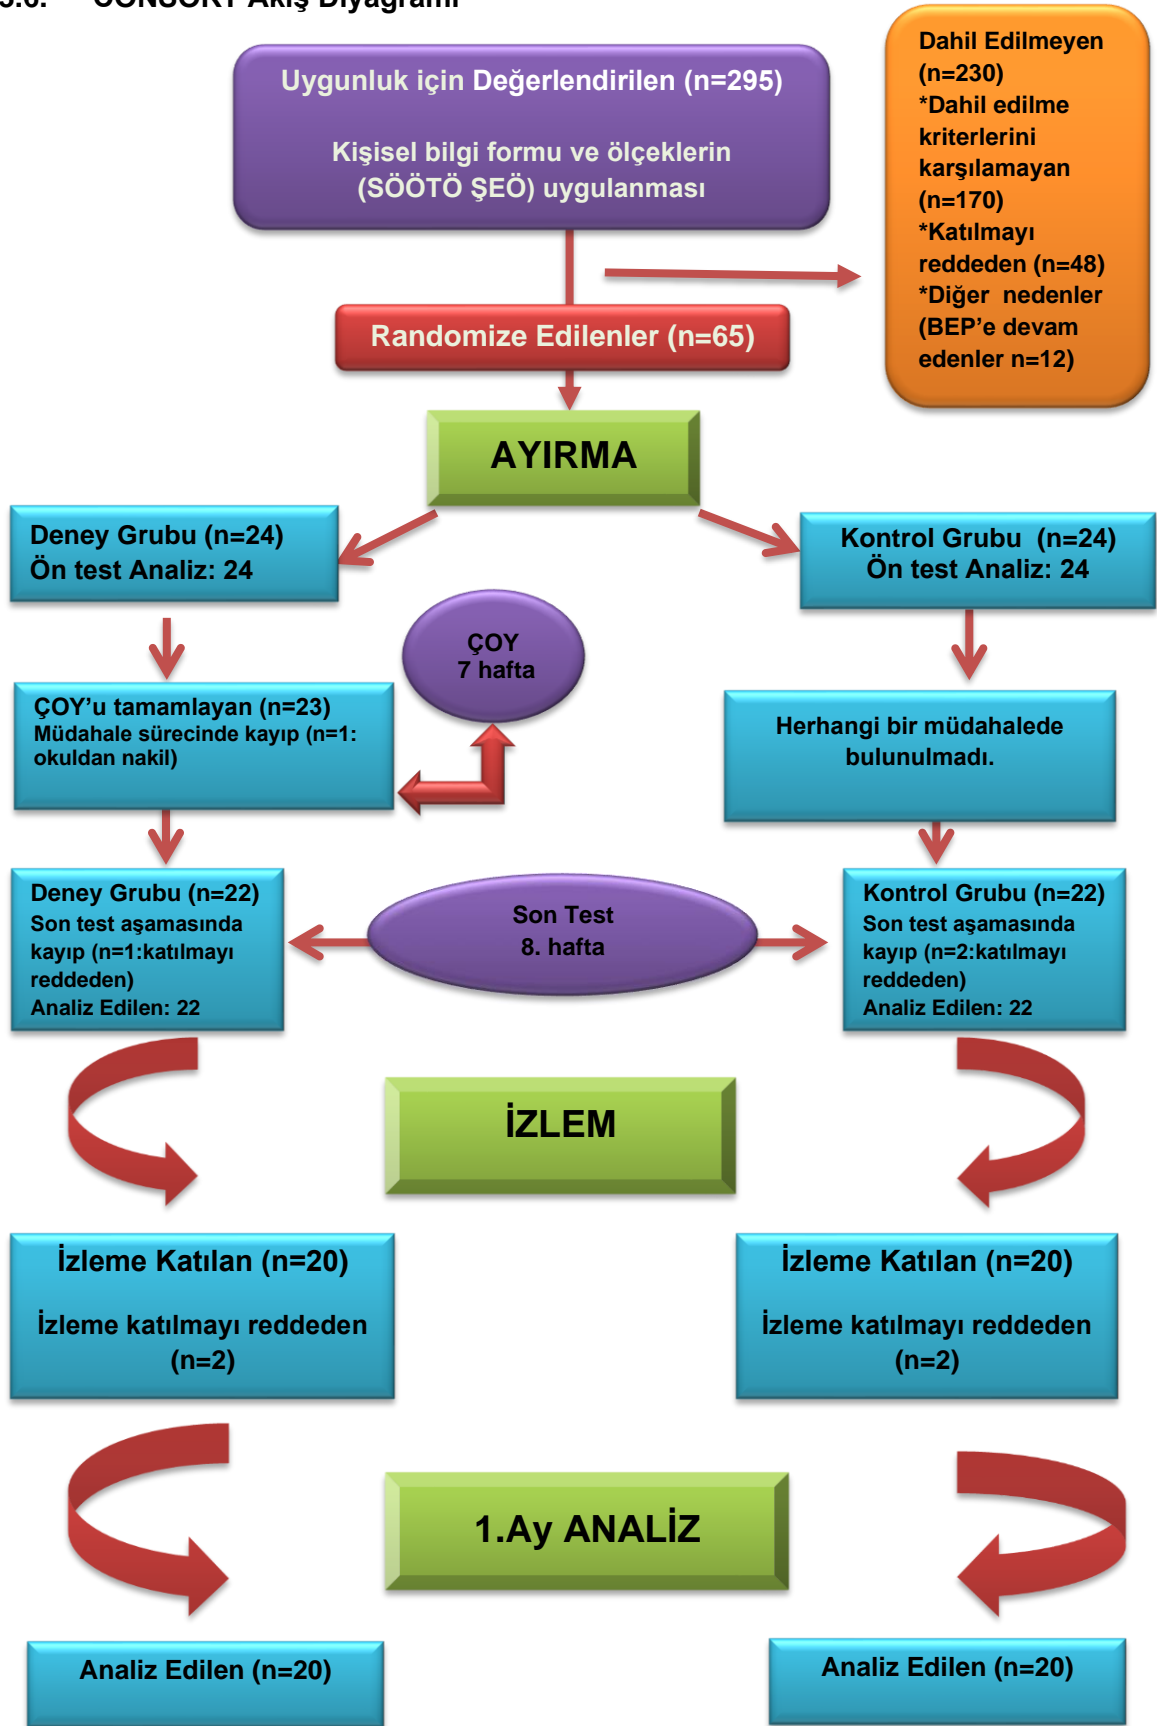 CONSORT Akış Diyagramı
Uygunluk için Değerlendirilen (n=295)
Kişisel bilgi formu ve ölçeklerin
(SÖÖTÖ ŞEÖ) uygulanması
Dahil Edilmeyen
(n=230)
*Dahil edilme
kriterlerini
karşılamayan
(n=170)
*Katılmayı
reddeden (n=48)
*Diğer nedenler
(BEP’e devam
edenler n=12)
Randomize Edilenler (n=65)
AYIRMA
Deney Grubu (n=24)
Ön test Analiz: 24
Kontrol Grubu (n=24)
Ön test Analiz: 24
ÇOY
7 hafta
ÇOY’u tamamlayan (n=23)
Müdahale sürecinde kayıp (n=1:
okuldan nakil)
Herhangi bir müdahalede
bulunulmadı.
Deney Grubu (n=22)
Son test aşamasında
kayıp (n=1:katılmayı
reddeden)
Analiz Edilen: 22
Son Test
8. hafta
Kontrol Grubu (n=22)
Son test aşamasında
kayıp (n=2:katılmayı
reddeden)
Analiz Edilen: 22
İZLEM
İzleme Katılan (n=20)
İzleme katılmayı reddeden
(n=2)
İzleme Katılan (n=20)
İzleme katılmayı reddeden
(n=2)
1.Ay ANALİZ
Analiz Edilen (n=20)
Analiz Edilen (n=20)